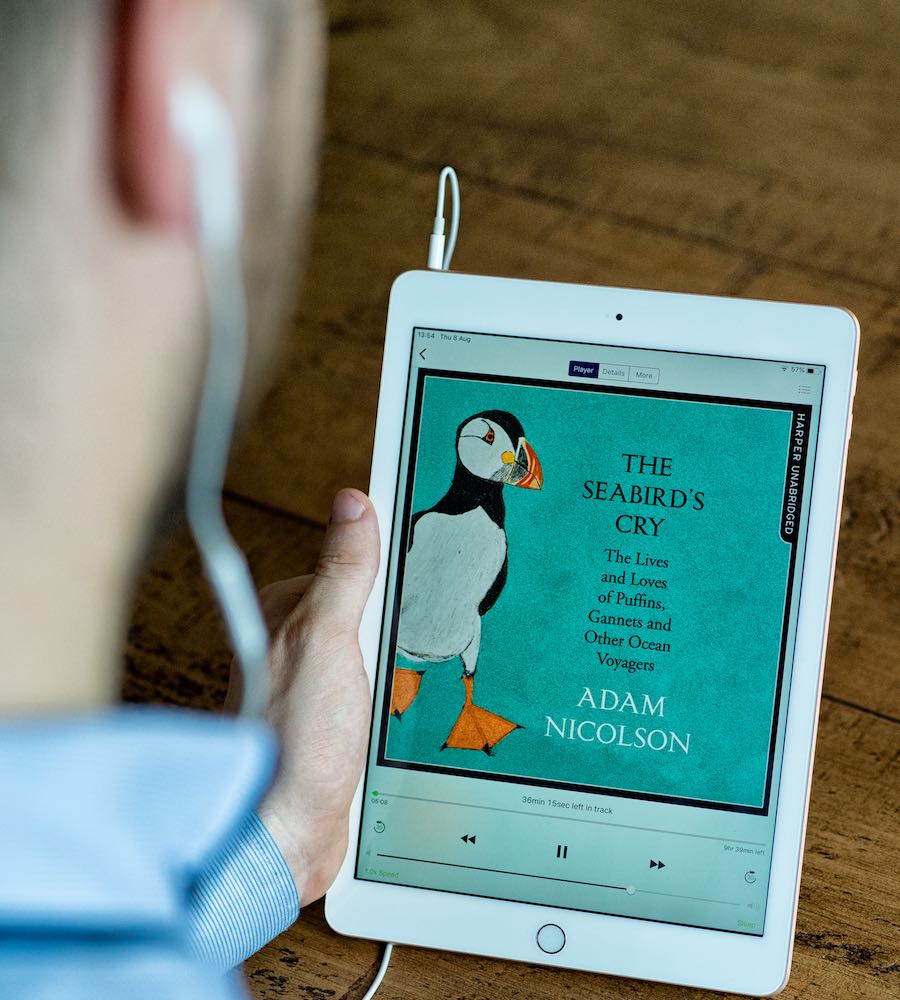 13:54 Thu 8 Aug
57%
Player Details More
HARPER UNABRIDGED
THE
SEABIRD'S
CRY
The Lives
and Loves
of Puffins,
Gannets and
Other Ocean
Voyagers
ADAM
NICOLSON
36min 15sec left in track
05:08
9hr 39min left
30
30
1.0x Speed
Sleep